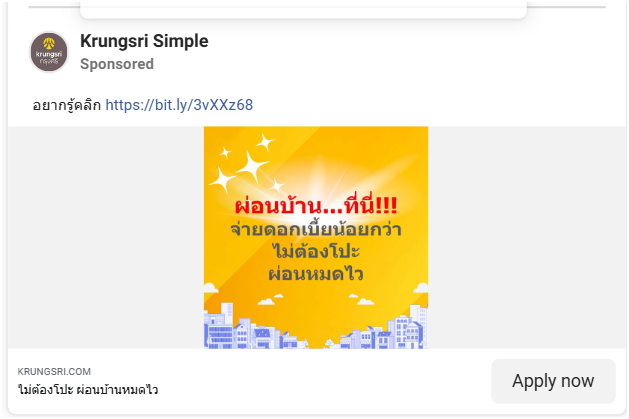 Krungsri Simple
Sponsored
krungsri
กรุงศรี
อยากรู้คลิก https://bit.ly/3vXXz68
ผ่อนบ้าน...ที่นี่!!!
จ่ายดอกเบี้ยน้อยกว่า
ไม่ต้องโปะ
ผ่อนหมดไว
KRUNGSRI.COM
ไม่ต้องโปะ ผ่อนบ้านหมดไว
Apply now